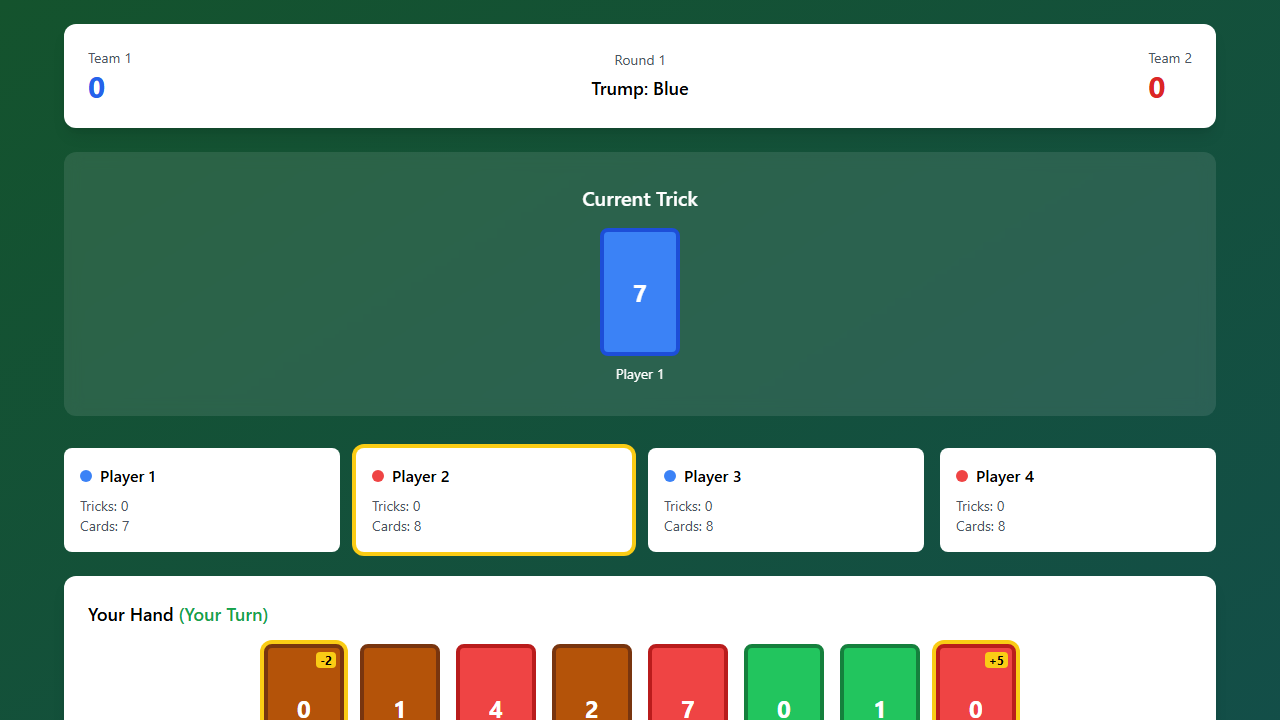 Team 1
0
Round 1
Trump: Blue
Team 2
0
Current Trick
7
Player 1
Player 1
Tricks: 0
Cards: 7
Player 2
Tricks: 0
Cards: 8
Player 3
Tricks: 0
Cards: 8
Player 4
Tricks: 0
Cards: 8
Your Hand (Your Turn)
-2
0
1
4
2
7
0
1
+5
0